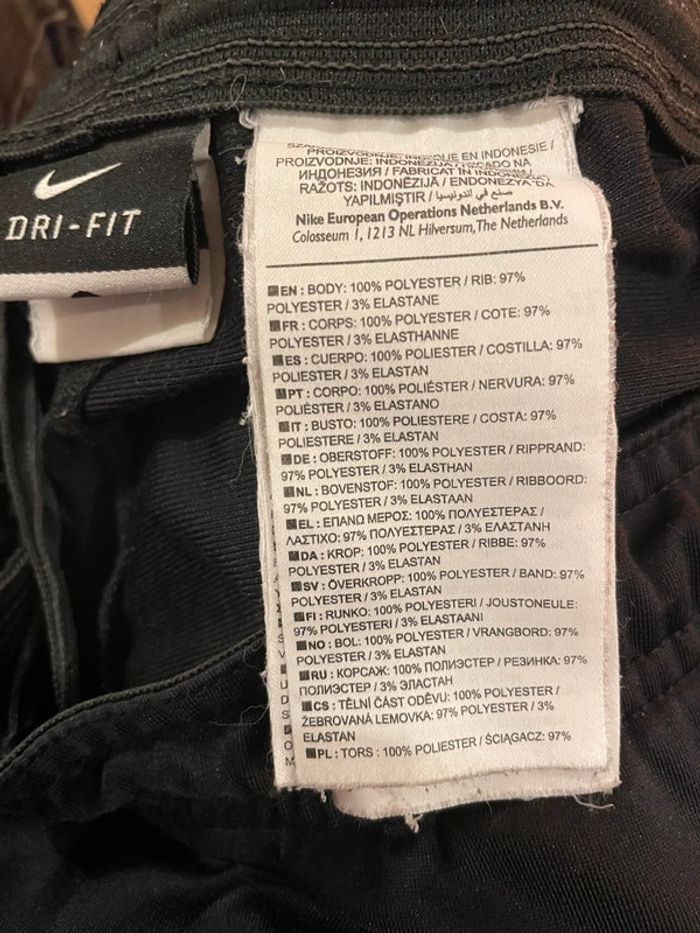 DRI-FIT
EN INDONESIE /
PROIZVODNJE:
ИНДОНЕЗИЯ / FABRICAT ÎN
RAŽOTS: INDONĒZIJĀ / ENDONEZYA'DA
YAPILMIŞTIR / صنع في اندونيسيا
Nike European Operations Netherlands B.V.
Colosseum 1, 1213 NL Hilversum, The Netherlands
EN : BODY: 100% POLYESTER / RIB: 97%
POLYESTER / 3% ELASTANE
FR : CORPS: 100% POLYESTER / COTE: 97%
POLYESTER / 3% ELASTHANNE
ES : CUERPO: 100% POLIESTER / COSTILLA: 97%
POLIESTER / 3% ELASTAN
PT : CORPO: 100% POLIÉSTER / NERVURA: 97%
POLIÉSTER / 3% ELASTANO
IT : BUSTO: 100% POLIESTERE / COSTA: 97%
POLIESTERE / 3% ELASTAN
DE : OBERSTOFF: 100% POLYESTER / RIPPRAND:
97% POLYESTER / 3% ELASTHAN
NL : BOVENSTOF: 100% POLYESTER / RIBBOORD:
97% POLYESTER / 3% ELASTAAN
EL : ΕΠΑΝΩ ΜΕΡΟΣ: 100% ΠΟΛΥΕΣΤΕΡΑΣ /
ΛΑΣΤΙΧΟ: 97% ΠΟΛΥΕΣΤΕΡΑΣ / 3% ΕΛΑΣΤΑΝΗ
DA : KROP: 100% POLYESTER / RIBBE: 97%
POLYESTER / 3% ELASTAN
SV : ÖVERKROPP: 100% POLYESTER / BAND: 97%
POLYESTER / 3% ELASTAN
FI : RUNKO: 100% POLYESTERI / JOUSTONEULE:
97% POLYESTERI / 3% ELASTAANI
NO : BOL: 100% POLYESTER / VRANGBORD: 97%
POLYESTER / 3% ELASTAN
RU : КОРСАЖ: 100% ПОЛИЭСТЕР / РЕЗИНКА: 97%
ПОЛИЭСТЕР / 3% ЭЛАСТАН
CS : TĚLNÍ ČÁST ODĚVU: 100% POLYESTER /
ŽEBROVANÁ LEMOVKA: 97% POLYESTER / 3%
ELASTAN
PL : TORS : 100% POLIESTER / ŚCIĄGACZ: 97%